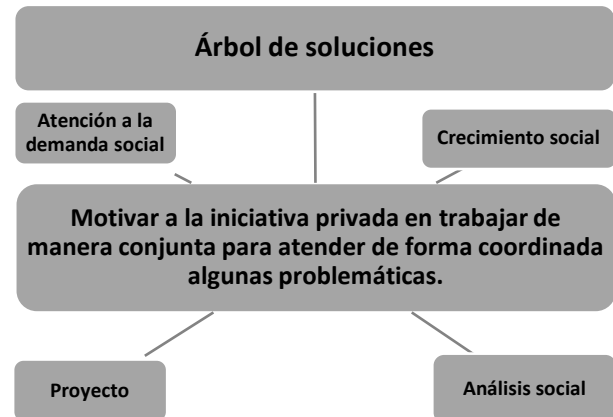 Árbol de soluciones
Atención a la
demanda social
Crecimiento social
Motivar a la iniciativa privada en trabajar de
manera conjunta para atender de forma coordinada
algunas problemáticas.
Proyecto
Análisis social